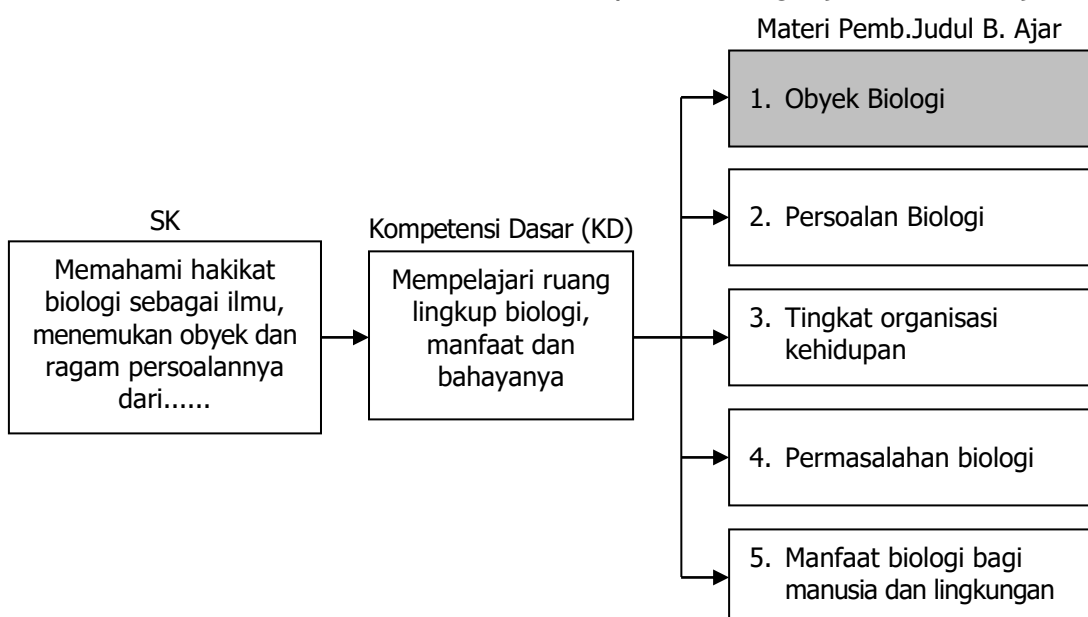 Materi Pemb.Judul B. Ajar
1. Obyek Biologi
2. Persoalan Biologi
SK
Kompetensi Dasar (KD)
Memahami hakikat
biologi sebagai ilmu,
menemukan obyek dan
ragam persoalannya
dari......
Mempelajari ruang
lingkup biologi,
manfaat dan
bahayanya
3. Tingkat organisasi
kehidupan
4. Permasalahan biologi
5. Manfaat biologi bagi
manusia dan lingkungan